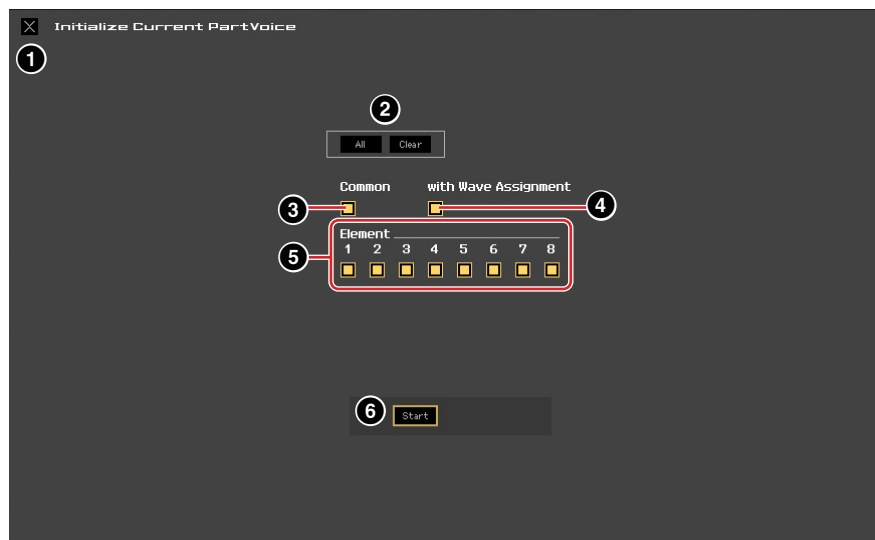 X Initialize Current PartVoice
1
2
All Clear
Common with Wave Assignment
3 4
Element
5
1 2 3 4 5 6 7 8
6 Start